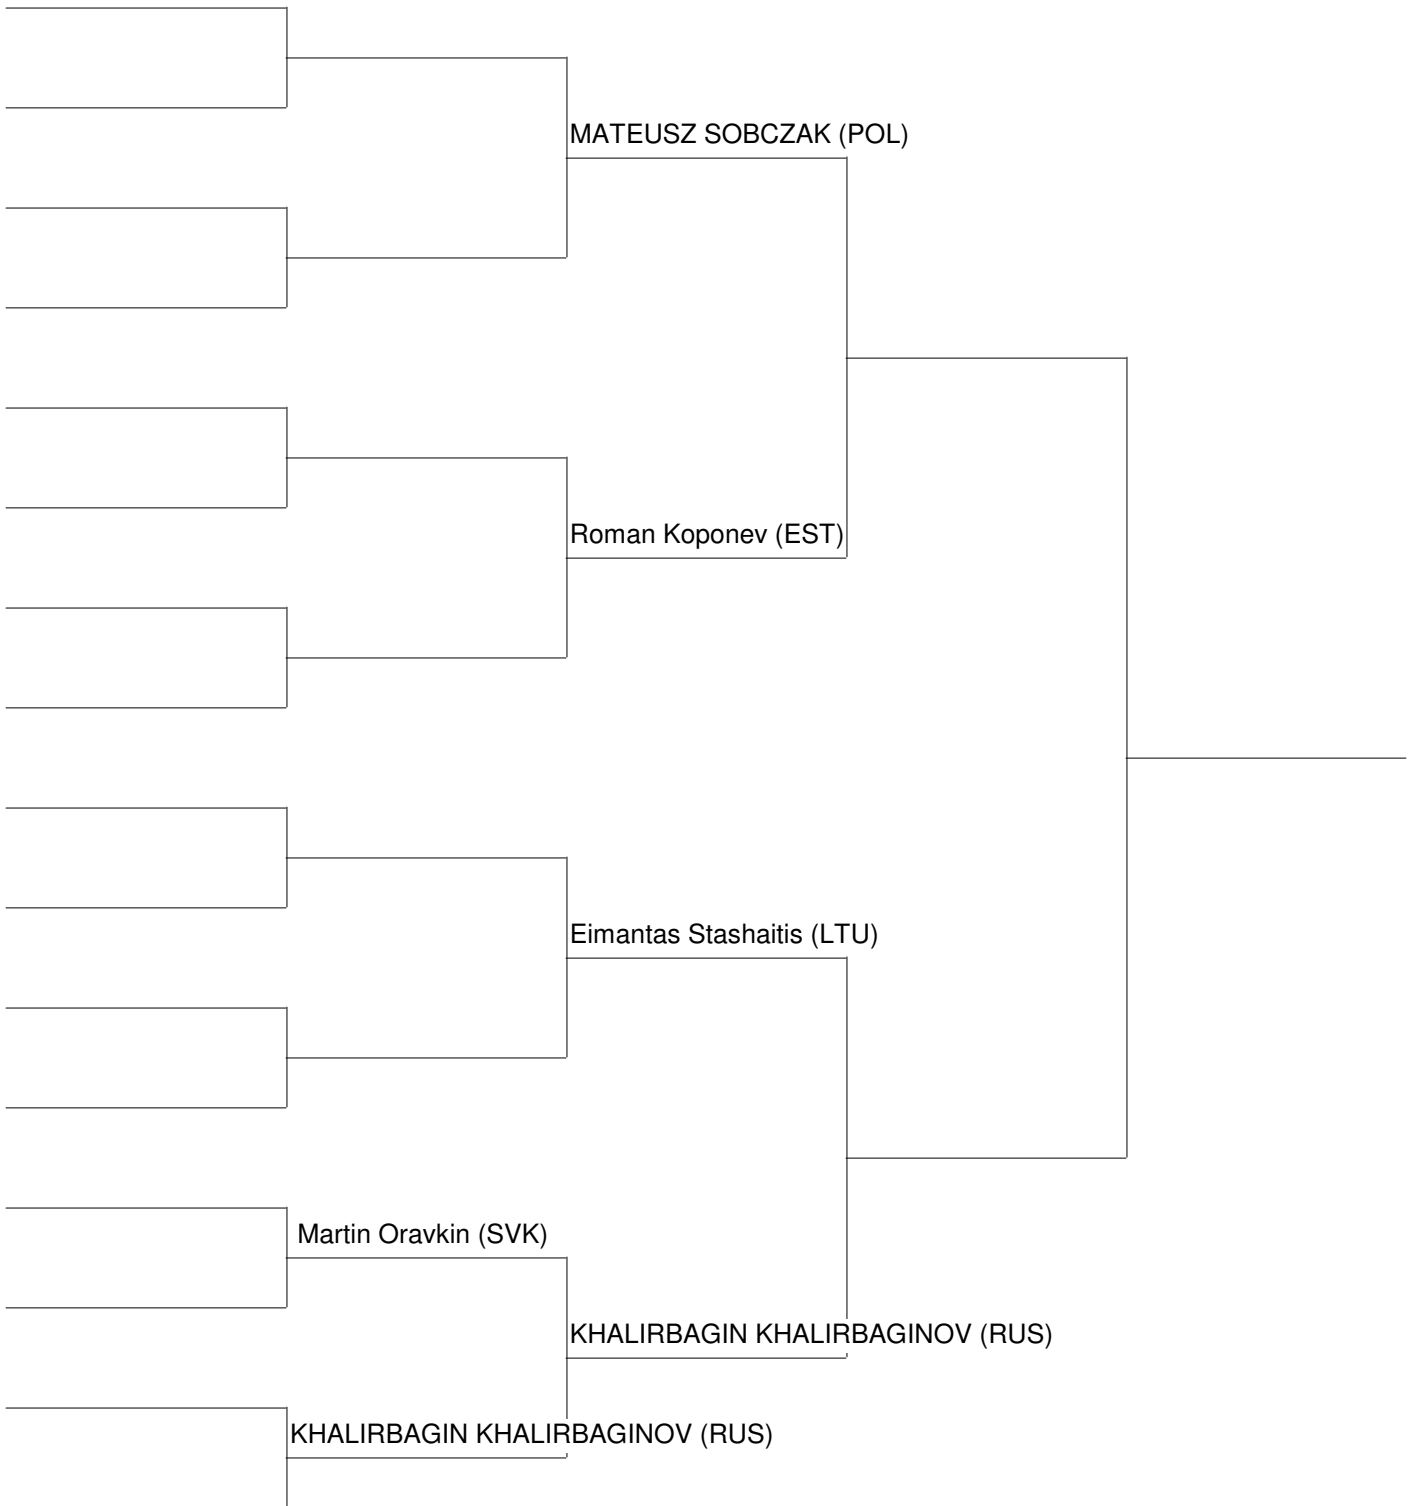 MATEUSZ SOBCZAK (POL)
Roman Koponev (EST)
Eimantas Stashaitis (LTU)
Martin Oravkin (SVK)
KHALIRBAGIN KHALIRBAGINOV (RUS)
KHALIRBAGIN KHALIRBAGINOV (RUS)